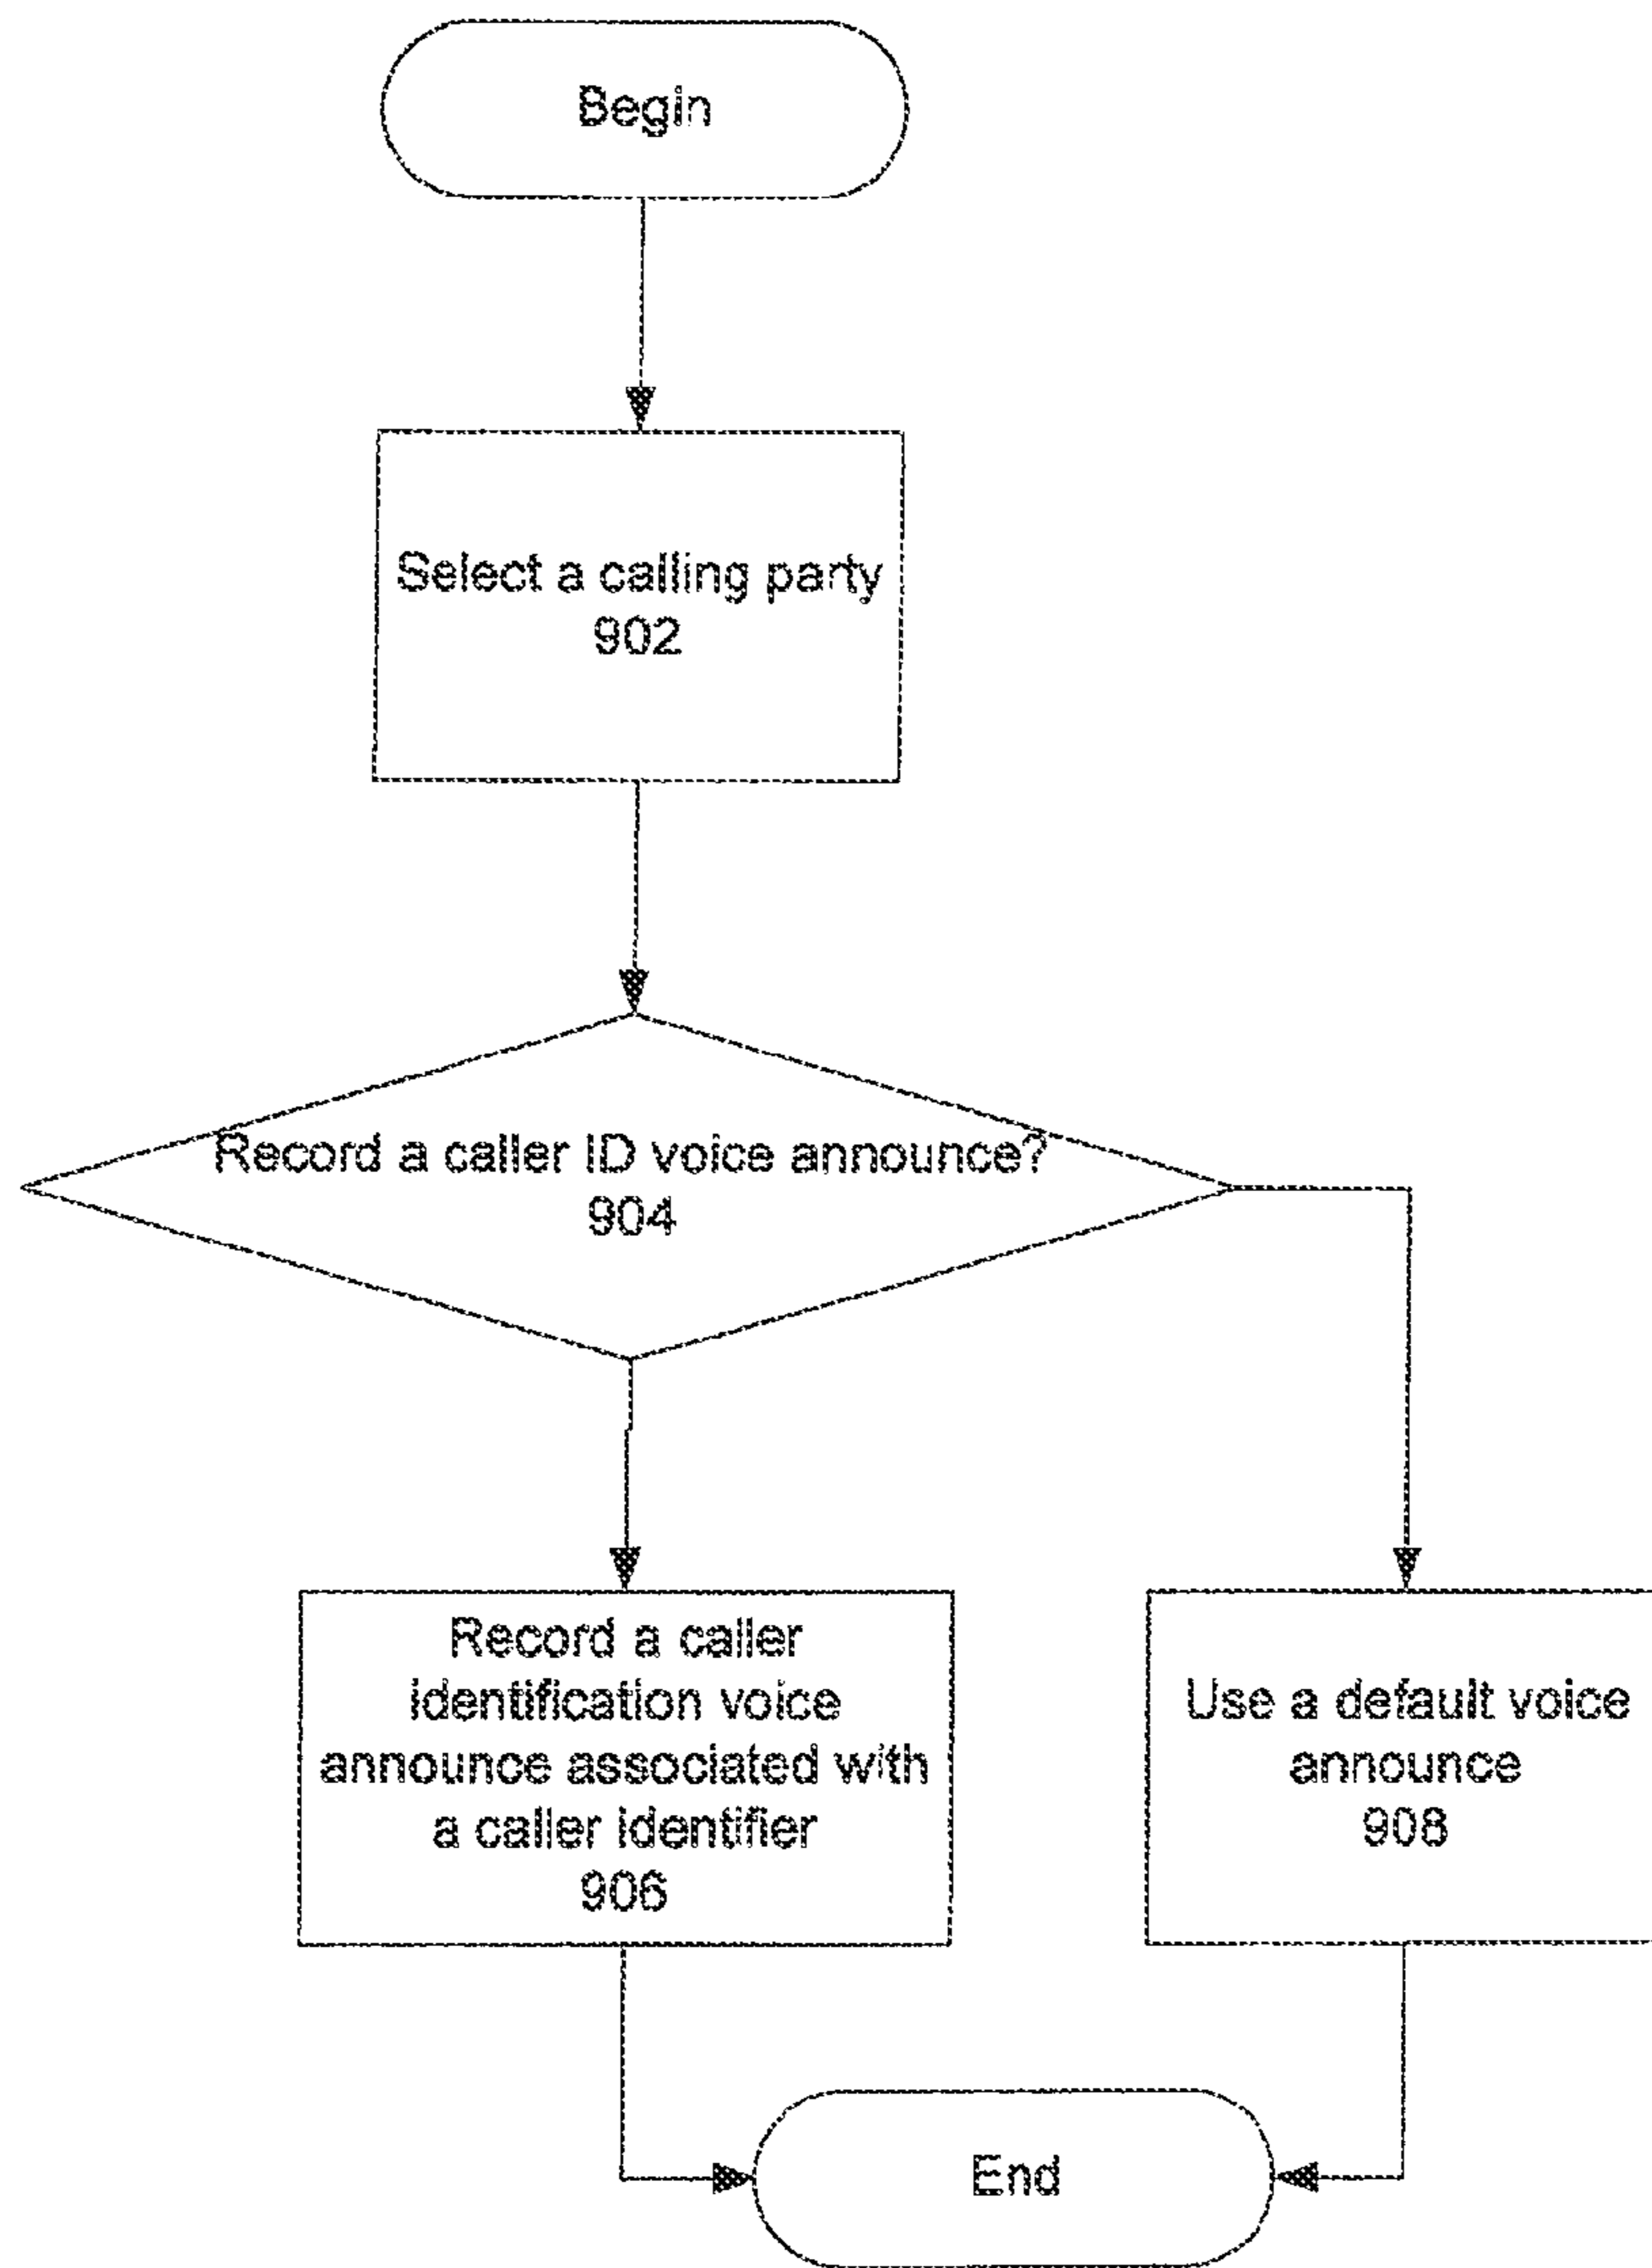 Begin
Select a calling party
902
Record a caller ID voice announce?
904
Record a caller
identification voice
announce associated with
a caller identifier
906
Use a default voice
announce
908
End